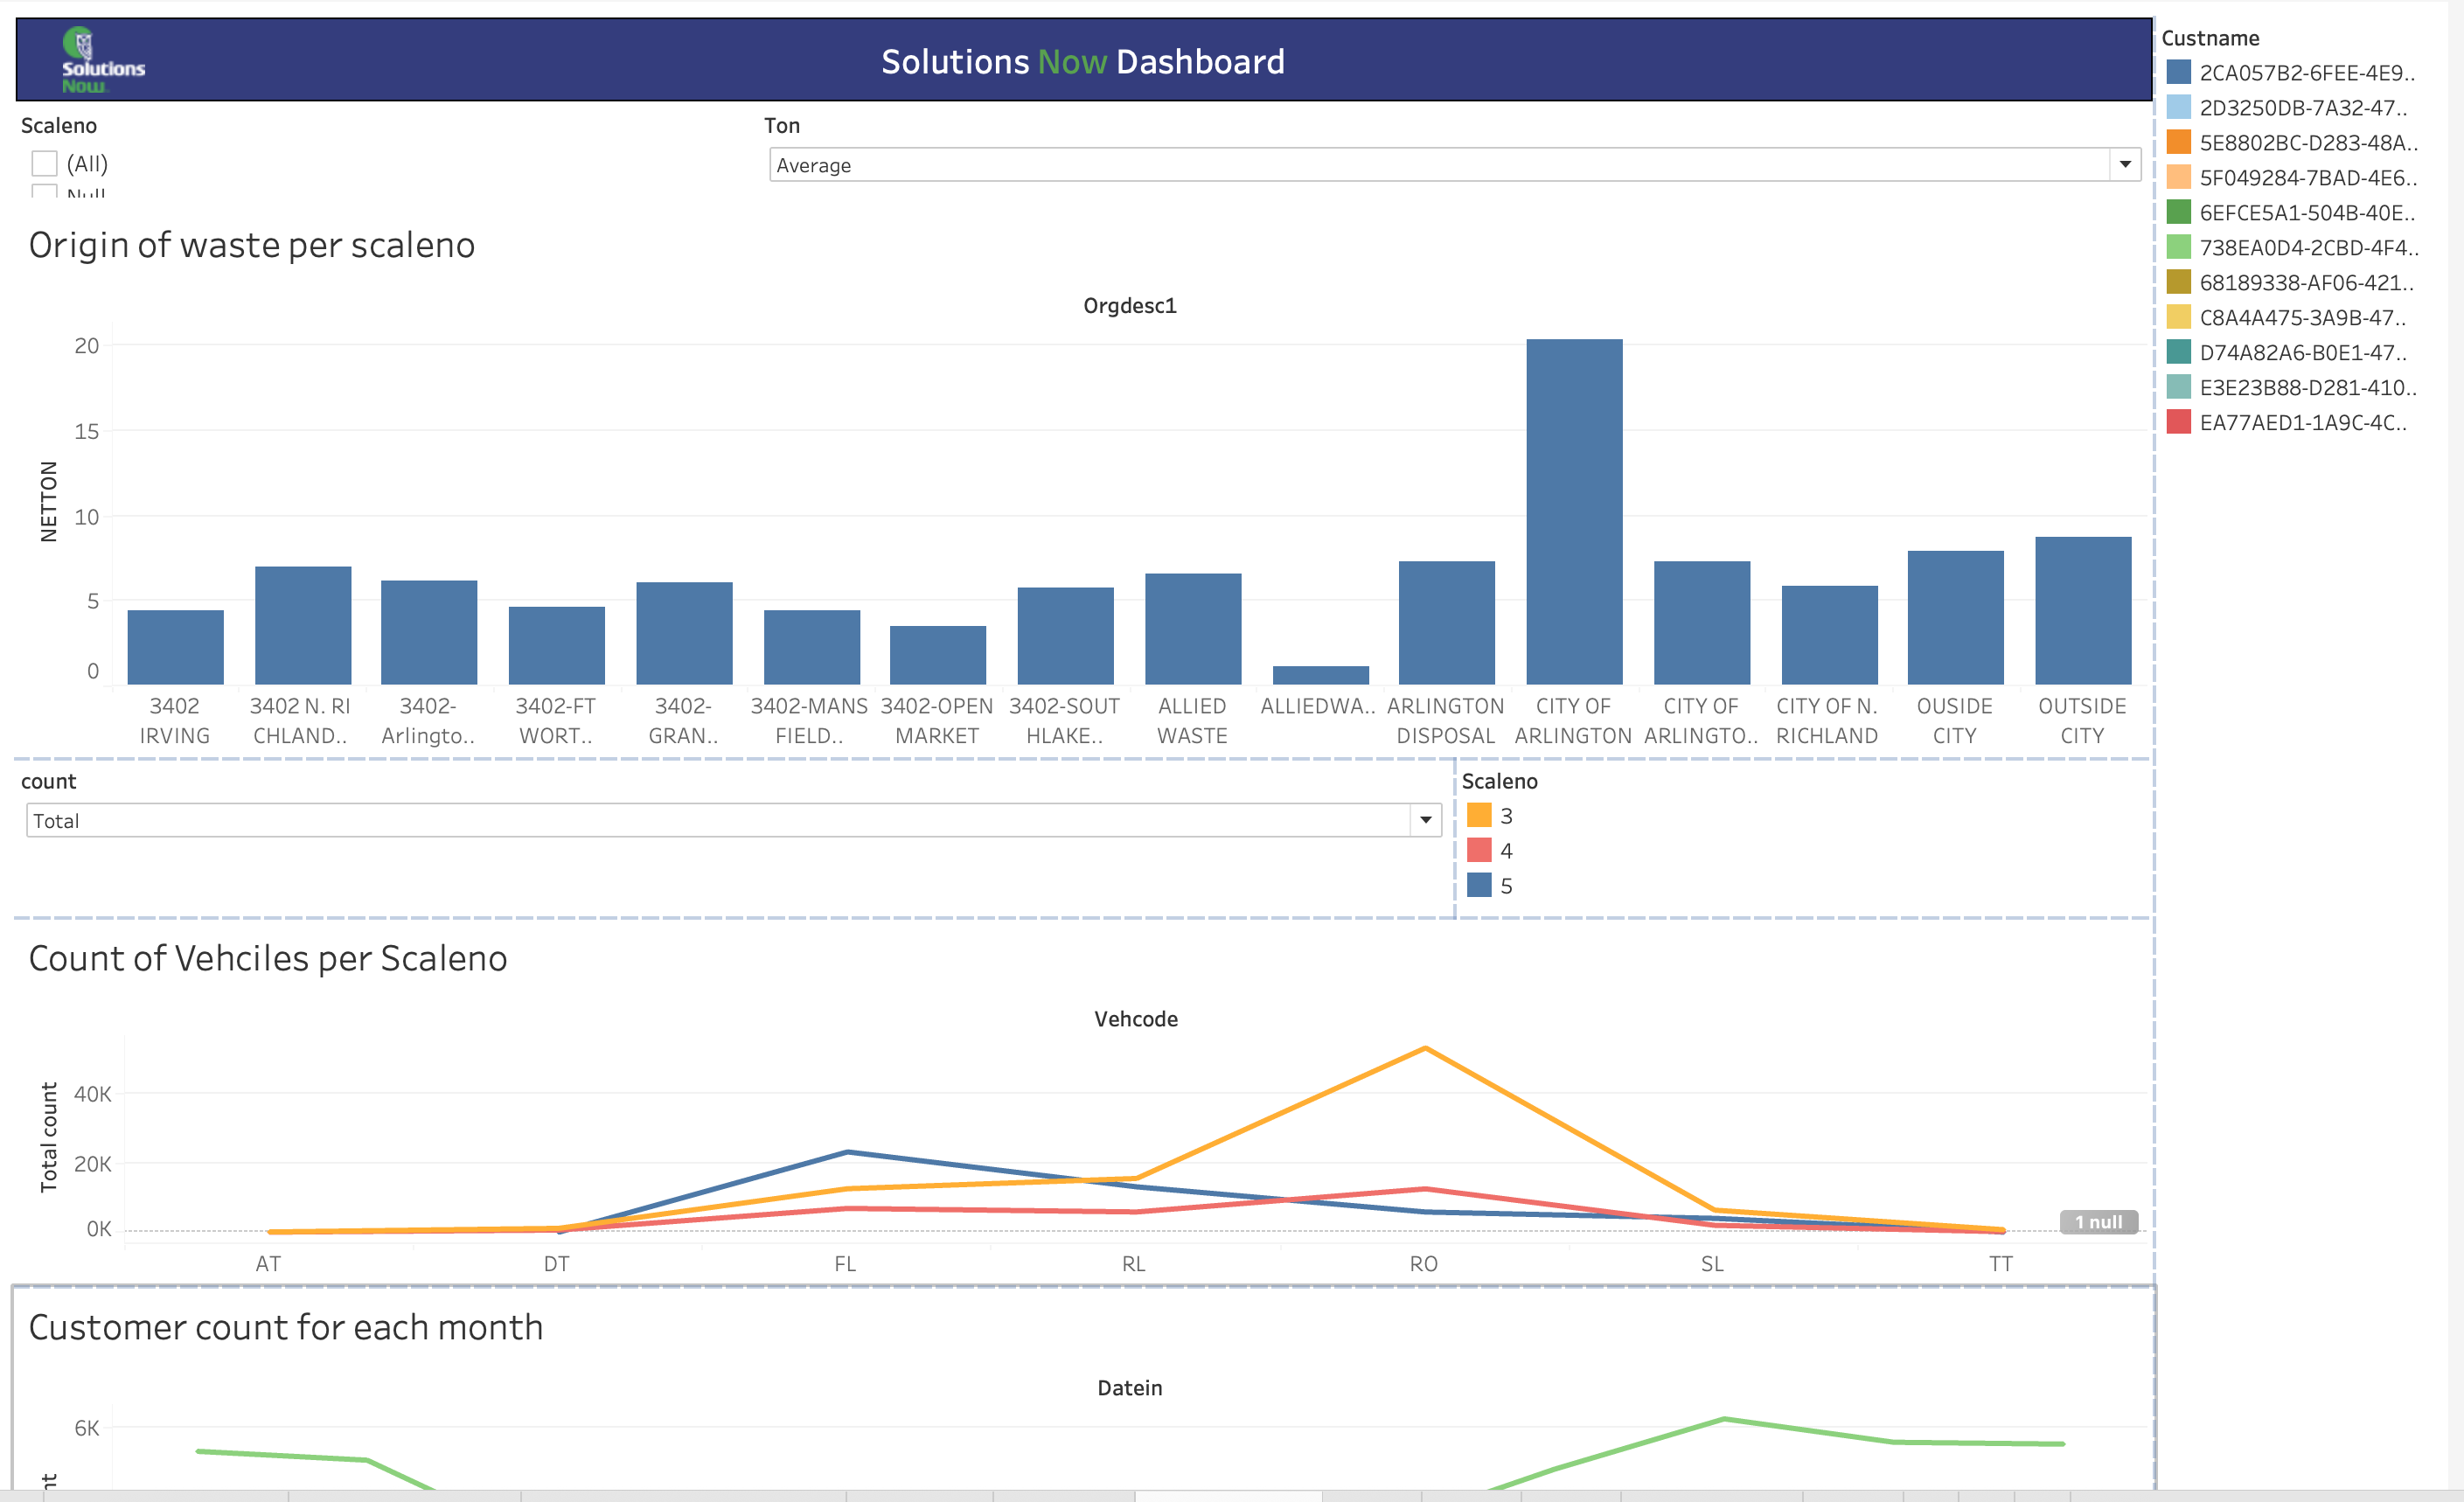 Solutions
Now
Solutions Now Dashboard
Scaleno
(All)
Null
Ton
Average
Custname
2CA057B2-6FEE-4E9..
2D3250DB-7A32-47..
5E8802BC-D283-48A..
5F049284-7BAD-4E6..
6EFCE5A1-504B-40E..
738EA0D4-2CBD-4F4..
68189338-AF06-421..
C8A4A475-3A9B-47..
D74A82A6-B0E1-47..
E3E23B88-D281-410..
EA77AED1-1A9C-4C..
Origin of waste per scaleno
Orgdesc1
NETTON
20
15
10
5
0
3402 IRVING
3402 N. RI CHLAND..
3402- Arlingto..
3402-FT WORT..
3402- GRAN..
3402-MANS FIELD..
3402-OPEN MARKET
3402-SOUT HLAKE..
ALLIED WASTE
ALLIEDWA..
ARLINGTON DISPOSAL
CITY OF ARLINGTON
CITY OF ARLINGTO..
CITY OF N. RICHLAND
OUSIDE CITY
OUTSIDE CITY
count
Total
Scaleno
3
4
5
Count of Vehciles per Scaleno
Vehcode
Total count
40K
20K
0K
1 null
AT DT FL RL RO SL TT
Customer count for each month
Datein
6K